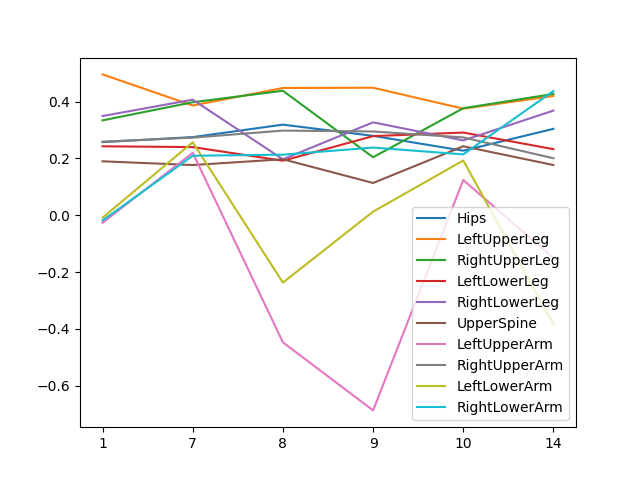 0.4
0.2
0.0
−0.2
−0.4
−0.6
1 7 8 9 10 14
Hips
LeftUpperLeg
RightUpperLeg
LeftLowerLeg
RightLowerLeg
UpperSpine
LeftUpperArm
RightUpperArm
LeftLowerArm
RightLowerArm